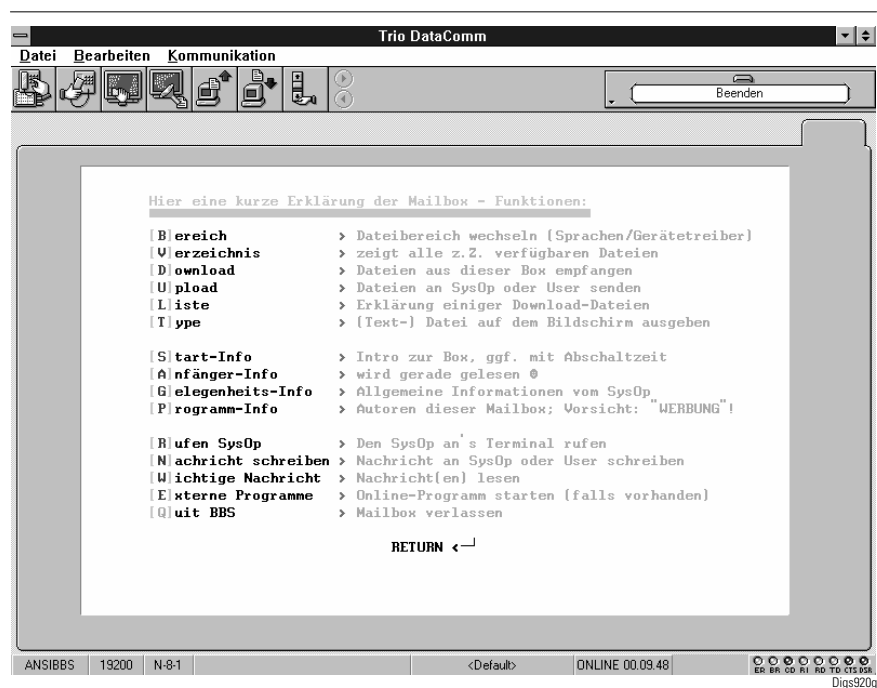 Trio DataComm
Datei Bearbeiten Kommunikation
Beenden
Hier eine kurze Erklärung der Mailbox - Funktionen:
[B]ereich > Dateibereich wechseln (Sprachen/Gerätetreiber)
[V]erzeichnis > zeigt alle z.Z. verfügbaren Dateien
[D]ownload > Dateien aus dieser Box empfangen
[U]pload > Dateien an SysOp oder User senden
[L]iste > Erklärung einiger Download-Dateien
[T]ype > (Text-) Datei auf dem Bildschirm ausgeben
[S]tart-Info > Intro zur Box, ggf. mit Abschaltzeit
[A]nfänger-Info > wird gerade gelesen
[G]elegenheits-Info > Allgemeine Informationen vom SysOp
[P]rogramm-Info > Autoren dieser Mailbox; Vorsicht: "WERBUNG"!
[R]ufen SysOp > Den SysOp an's Terminal rufen
[N]achricht schreiben > Nachricht an SysOp oder User schreiben
[W]ichtige Nachricht > Nachricht(en) lesen
[E]xterne Programme > Online-Programm starten (falls vorhanden)
[Q]uit BBS > Mailbox verlassen
RETURN <─┘
ANSIBBS 19200 N-8-1 <Default> ONLINE 00.09.48
ER BR CD RI RD TD CTS DSR
Digs920g